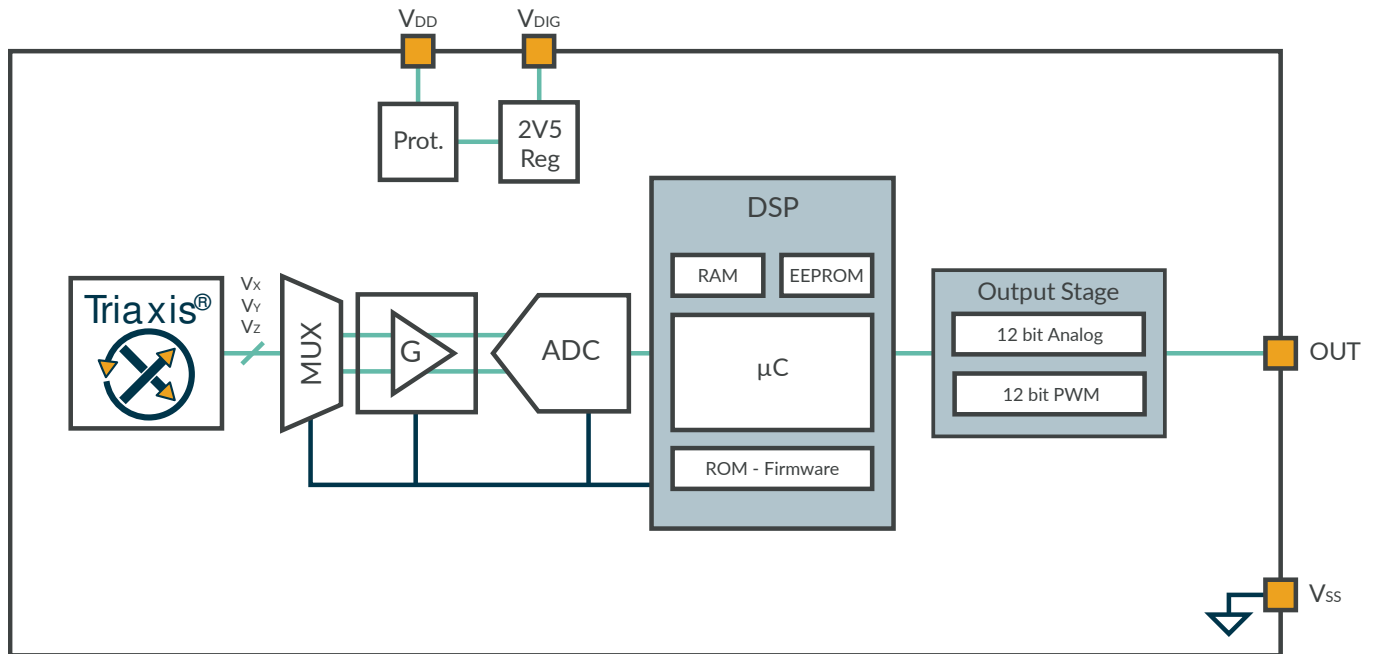 VDD
VDIG
Prot.
2V5
Reg
DSP
RAM
EEPROM
Triaxis®
VX
VY
VZ
MUX
G
ADC
µC
Output Stage
12 bit Analog
12 bit PWM
OUT
ROM - Firmware
VSS